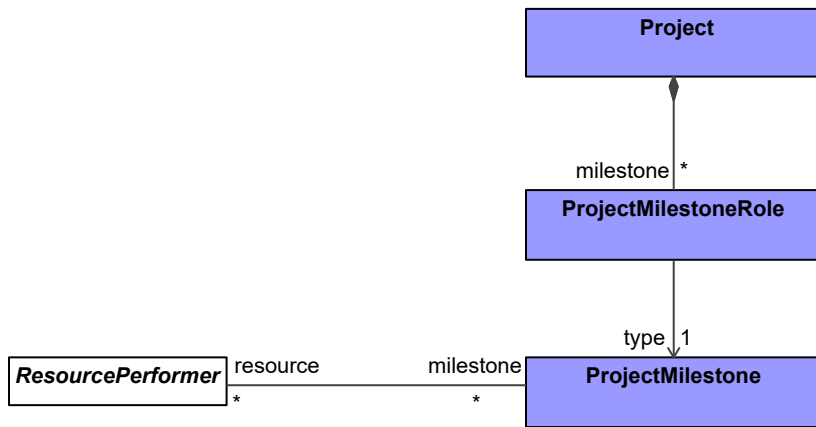 Project
milestone *
ProjectMilestoneRole
type 1
ResourcePerformer resource milestone ProjectMilestone
* *